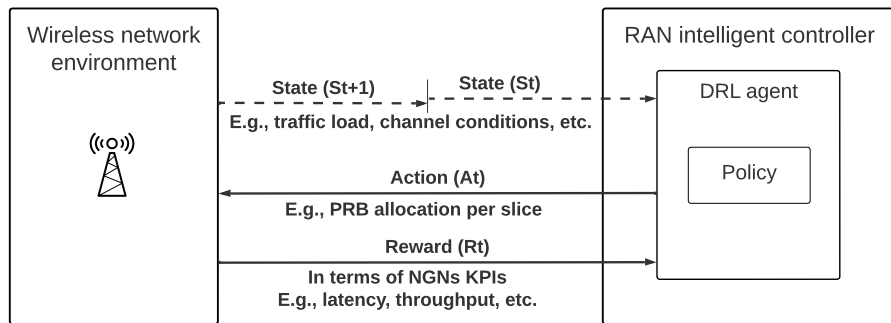 Wireless network
environment
RAN intelligent controller
State (St+1)
State (St)
E.g., traffic load, channel conditions, etc.
DRL agent
Policy
Action (At)
E.g., PRB allocation per slice
Reward (Rt)
In terms of NGNs KPIs
E.g., latency, throughput, etc.